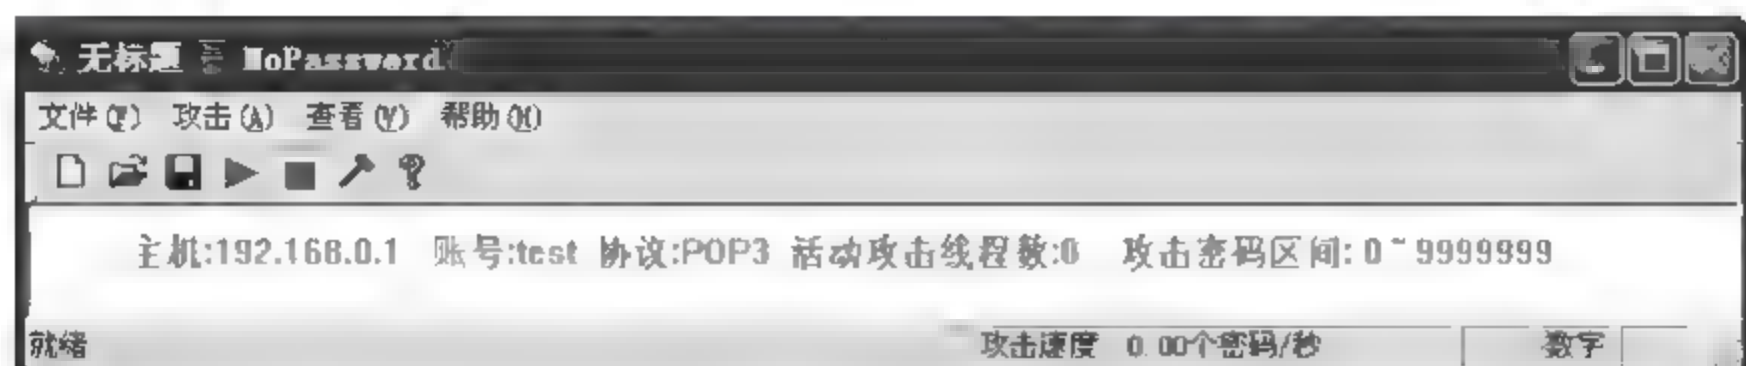 无标题 - NoPassword
文件(F) 攻击(A) 查看(V) 帮助(H)
主机:192.168.0.1 账号:test 协议:POP3 活动攻击线程数:0 攻击密码区间: 0~9999999
就绪 攻击速度 0.00个密码/秒 数字